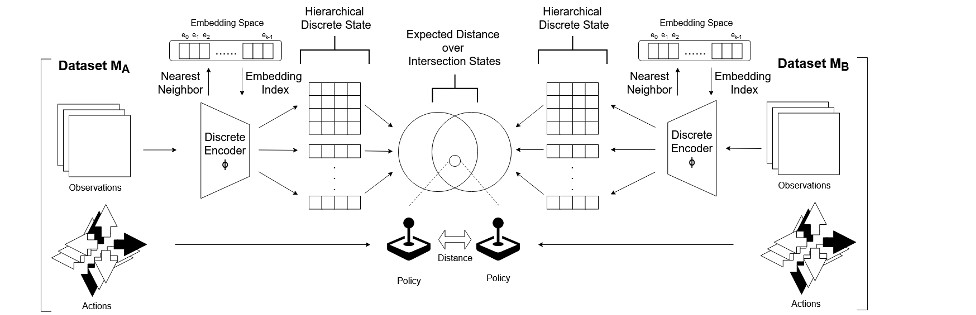 Embedding Space
e0 e1 e2 ek-1
......
Nearest
Neighbor
Embedding
Index
Hierarchical
Discrete State
Expected Distance
over
Intersection States
Hierarchical
Discrete State
Embedding Space
e0 e1 e2 ek-1
......
Nearest
Neighbor
Embedding
Index
Dataset MA
Dataset MB
Discrete
Encoder
ϕ
Discrete
Encoder
ϕ
Observations
Observations
Distance
Policy
Policy
Actions
Actions